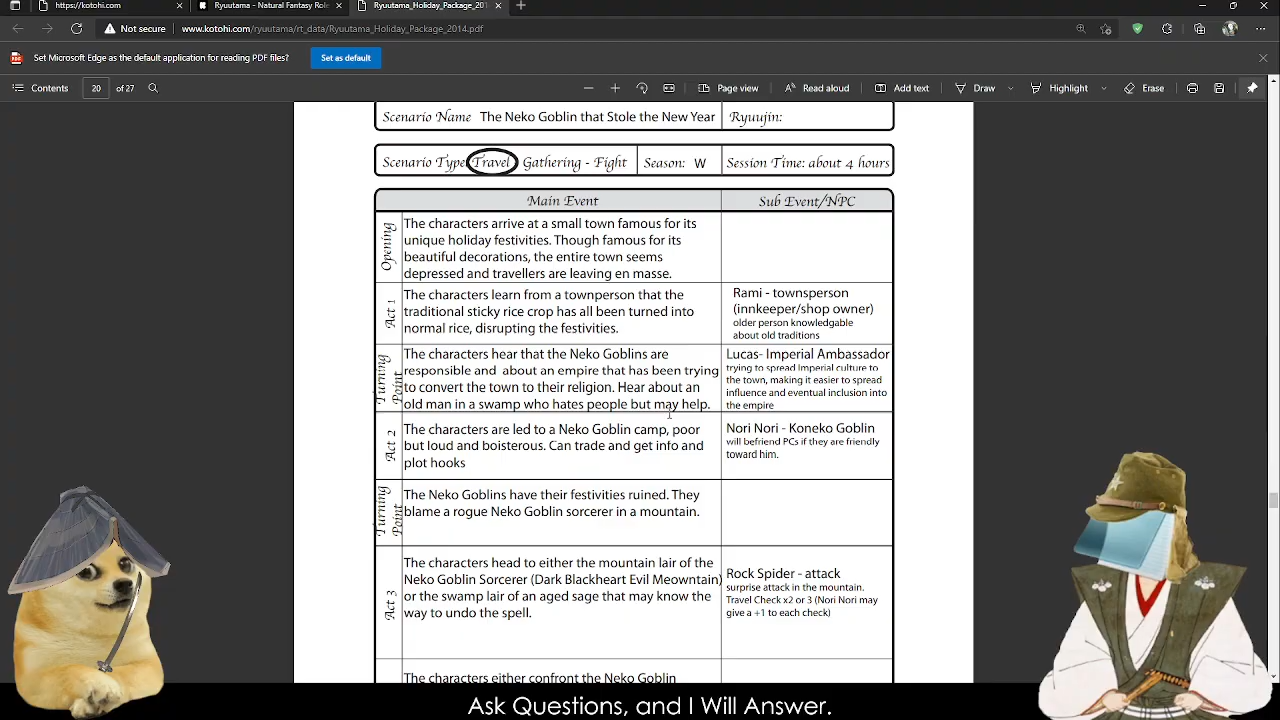 https://kotohi.com/
Ryuutama - Natural Fantasy Role
Ryuutama_Holiday_Package_20
Not secure
www.kotohi.com/ryuutama/rt_data/Ryuutama_Holiday_Package_2014.pdf
Set Microsoft Edge as the default application for reading PDF files?
Set as default
Contents
20
of 27
Page view
Read aloud
Add text
Draw
Highlight
Erase
Scenario Name The Neko Goblin that Stole the New Year
Ryuujin:
Scenario Type Travel Gathering - Fight
Season: W
Session Time: about 4 hours
Main Event
Sub Event/NPC
Opening
The characters arrive at a small town famous for its
unique holiday festivities. Though famous for its
beautiful decorations, the entire town seems
depressed and travellers are leaving en masse.
Act 1
The characters learn from a townperson that the
traditional sticky rice crop has all been turned into
normal rice, disrupting the festivities.
Rami - townsperson
(innkeeper/shop owner)
older person knowledgable
about old traditions
Turning
Point
The characters hear that the Neko Goblins are
responsible and about an empire that has been trying
to convert the town to their religion. Hear about an
old man in a swamp who hates people but may help.
Lucas- Imperial Ambassador
trying to spread Imperial culture to
the town, making it easier to spread
influence and eventual inclusion into
the empire
Act 2
The characters are led to a Neko Goblin camp, poor
but loud and boisterous. Can trade and get info and
plot hooks
Nori Nori - Koneko Goblin
will befriend PCs if they are friendly
toward him.
Turning
Point
The Neko Goblins have their festivities ruined. They
blame a rogue Neko Goblin sorcerer in a mountain.
Act 3
The characters head to either the mountain lair of the
Neko Goblin Sorcerer (Dark Blackheart Evil Meowntain)
or the swamp lair of an aged sage that may know the
way to undo the spell.
Rock Spider - attack
surprise attack in the mountain.
Travel Check x2 or 3 (Nori Nori may
give a +1 to each check)
The characters either confront the Neko Goblin
Ask Questions, and I Will Answer.